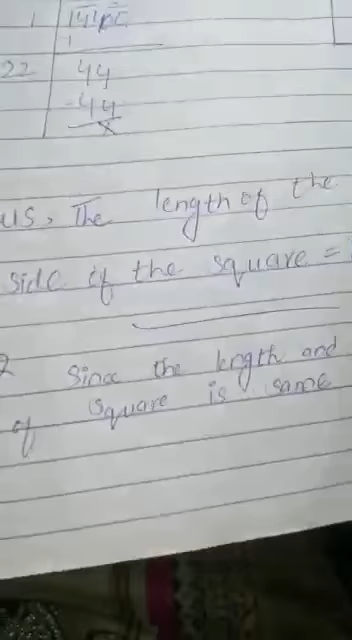 1
1
22 44
-44
x
us, The length of the
side of the square =
2 Since the length and
of square is same